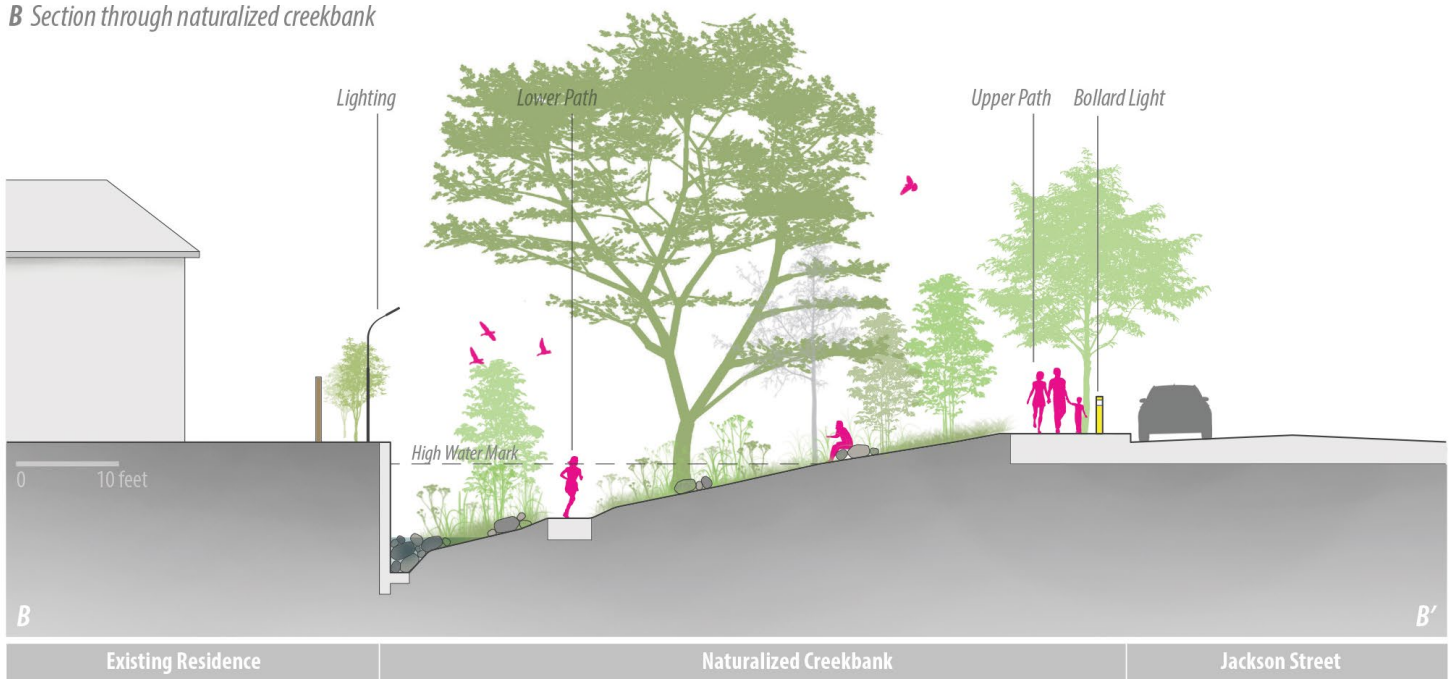 B Section through naturalized creekbank
Lighting
Lower Path
Upper Path
Bollard Light
High Water Mark
0
10 feet
B
B′
Existing Residence
Naturalized Creekbank
Jackson Street